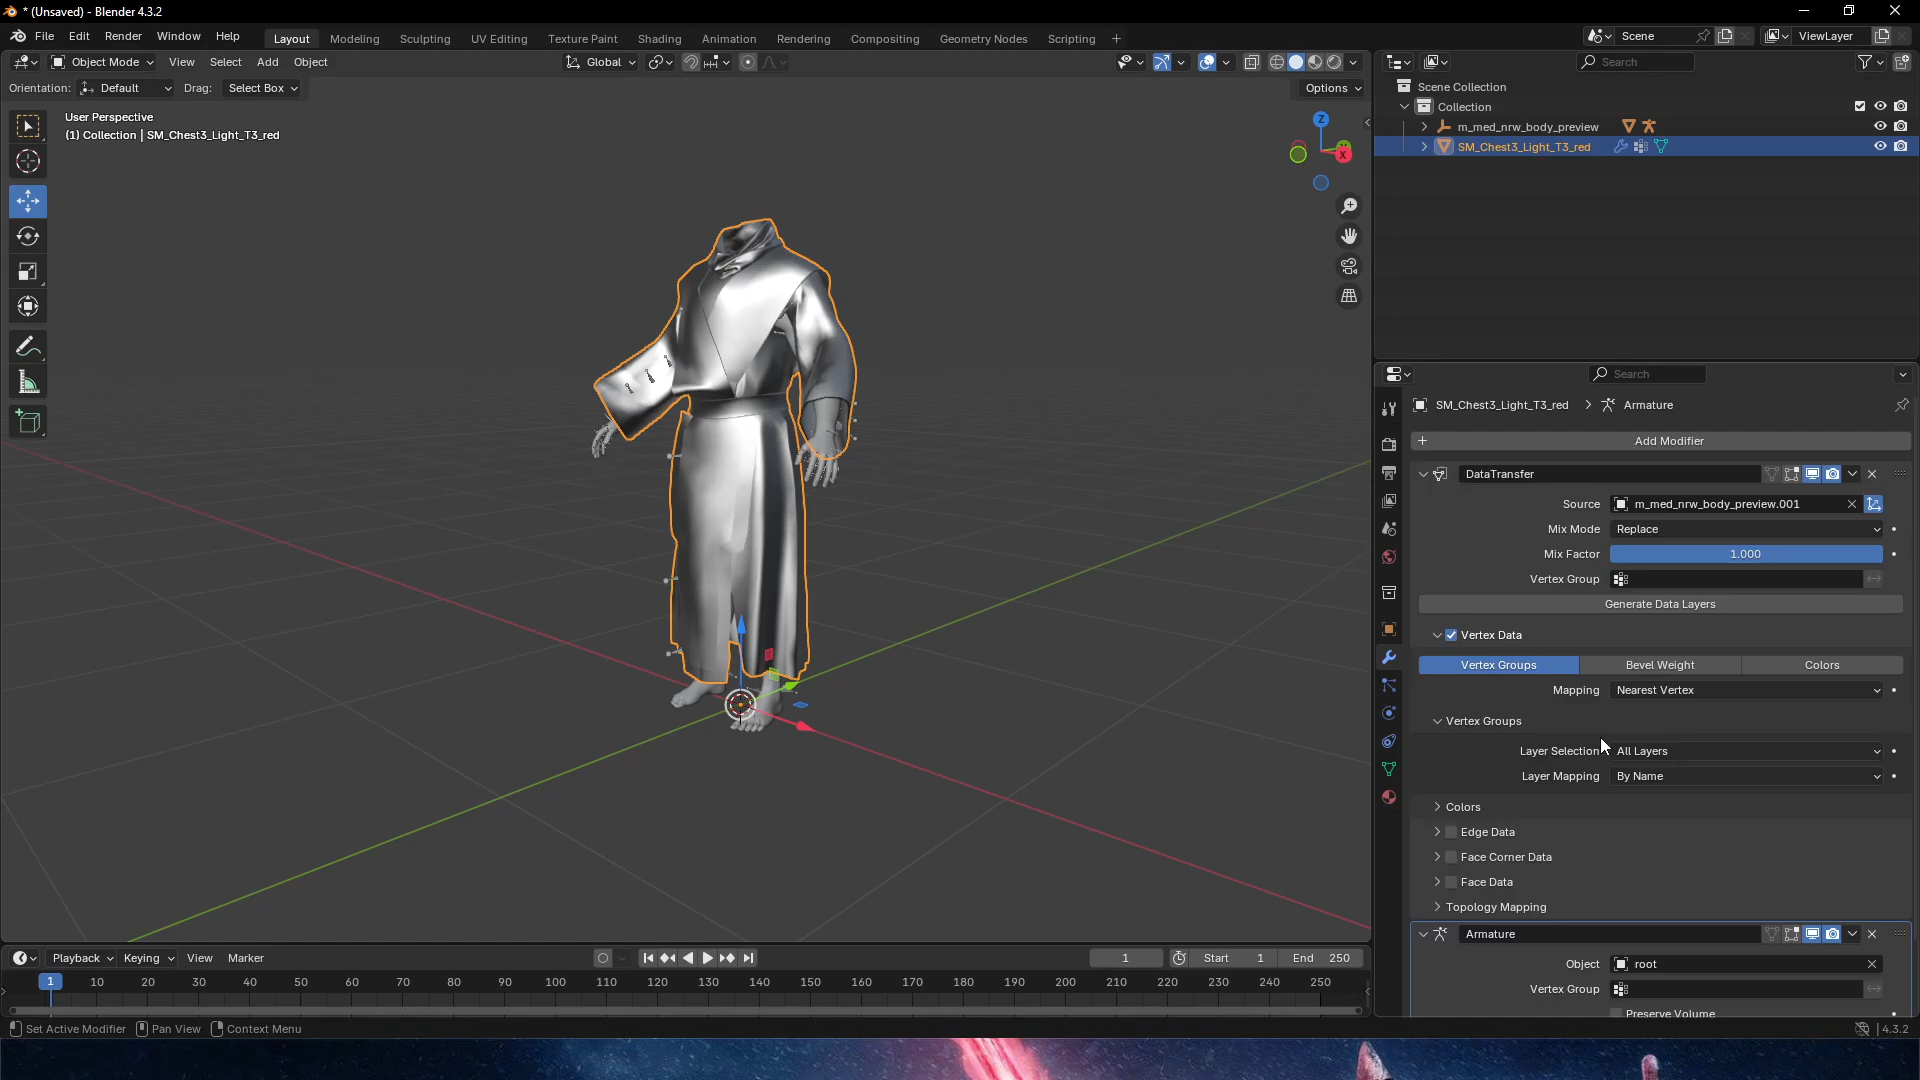 * (Unsaved) - Blender 4.3.2
File Edit Render Window Help Layout Modeling Sculpting UV Editing Texture Paint Shading Animation Rendering Compositing Geometry Nodes Scripting + Scene ViewLayer
Object Mode View Select Add Object Global Search
Orientation: Default Drag: Select Box Options
User Perspective
(1) Collection | SM_Chest3_Light_T3_red
Z
X
Scene Collection
Collection
m_med_nrw_body_preview
SM_Chest3_Light_T3_red
Search
SM_Chest3_Light_T3_red > Armature
+ Add Modifier
DataTransfer
Source m_med_nrw_body_preview.001
Mix Mode Replace
Mix Factor 1.000
Vertex Group
Generate Data Layers
Vertex Data
Vertex Groups Bevel Weight Colors
Mapping Nearest Vertex
Vertex Groups
Layer Selection All Layers
Layer Mapping By Name
Colors
Edge Data
Face Corner Data
Face Data
Topology Mapping
Armature
Object root
Vertex Group
Preserve Volume
Playback Keying View Marker 1 Start 1 End 250
1 10 20 30 40 50 60 70 80 90 100 110 120 130 140 150 160 170 180 190 200 210 220 230 240 250
Set Active Modifier Pan View Context Menu 4.3.2